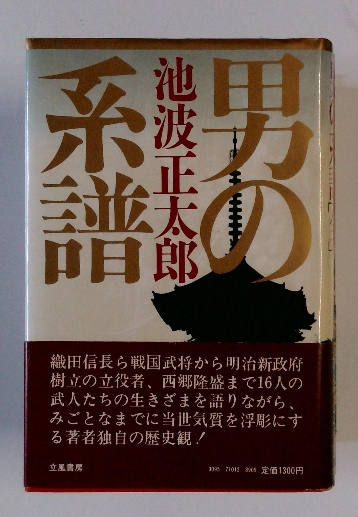 男の
系譜
池波正太郎
織田信長ら戦国武将から明治新政府
樹立の立役者、西郷隆盛まで16人の
武人たちの生きざまを語りながら、
みごとなまでに当世気質を浮彫にす
る著者独自の歴史観!
立風書房
定価1300円